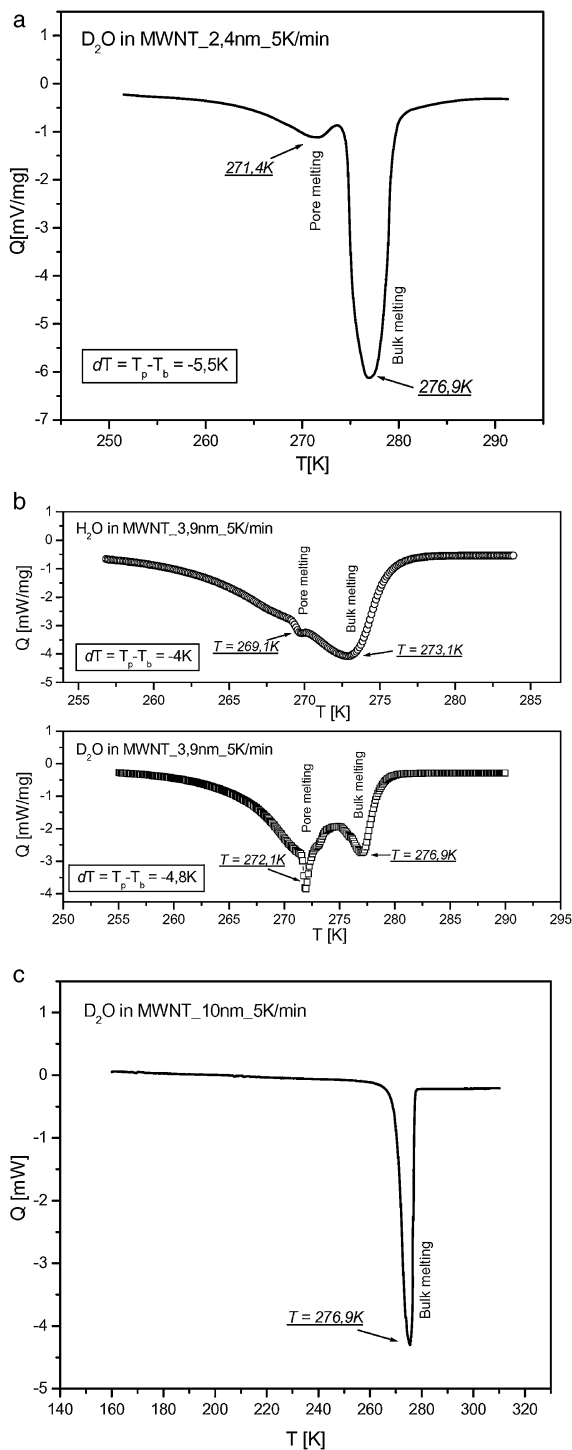 a
D₂O in MWNT_2,4nm_5K/min
1
0
-1
-2
-3
-4
-5
-6
-7
Q[mV/mg]
271,4K
Pore melting
Bulk melting
276,9K
dT = Tₚ-T_b = -5,5K
250 260 270 280 290
T[K]
b
H₂O in MWNT_3,9nm_5K/min
1
0
-1
-2
-3
-4
-5
Q [mW/mg]
Pore melting
Bulk melting
T = 269,1K
T = 273,1K
dT = Tₚ-T_b = -4K
255 260 265 270 275 280 285
T [K]
D₂O in MWNT_3,9nm_5K/min
1
0
-1
-2
-3
-4
Q [mW/mg]
Pore melting
Bulk melting
T = 272,1K
T = 276,9K
dT = Tₚ-T_b = -4,8K
250 255 260 265 270 275 280 285 290 295
T [K]
c
D₂O in MWNT_10nm_5K/min
1
0
-1
-2
-3
-4
-5
Q [mW]
Bulk melting
T = 276,9K
140 160 180 200 220 240 260 280 300 320
T [K]